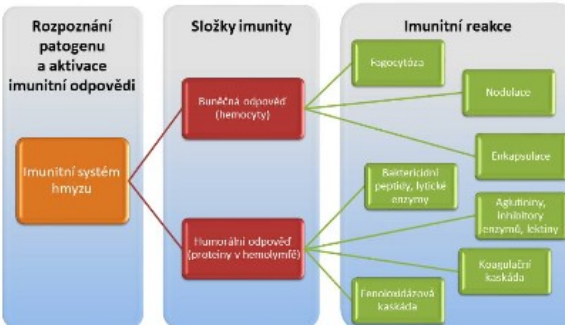 Rozpoznání
patogenu
a aktivace
imunitní odpovědi
Imunitní systém
hmyzu
Složky imunity
Buněčná odpověď
(hemocyty)
Humorální odpověď
(proteiny v hemolymfě)
Imunitní reakce
Fagocytóza
Nodulace
Enkapsulace
Baktericidní
peptidy, lytické
enzymy
Aglutininy,
inhibitory
enzymů, lektiny
Koagulační
kaskáda
Fenoloxidázová
kaskáda